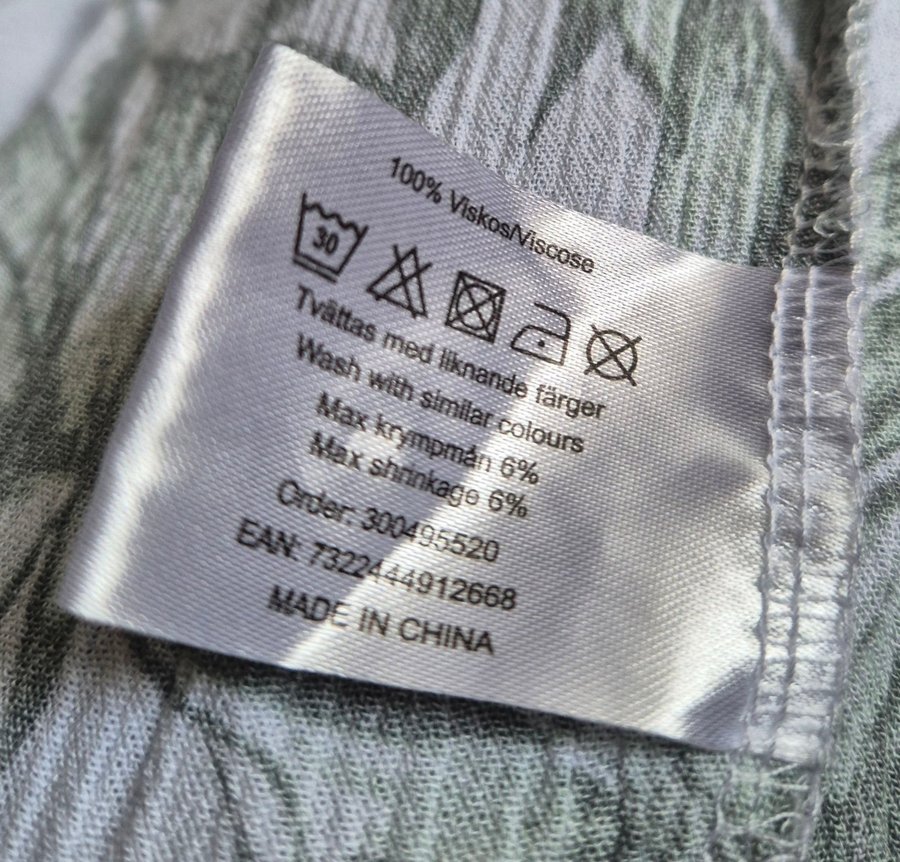 100% Viskos/Viscose
30
Tvättas med liknande färger
Wash with similar colours
Max krympmån 6%
Max shrinkage 6%
Order: 300495520
EAN: 7322444912668
MADE IN CHINA